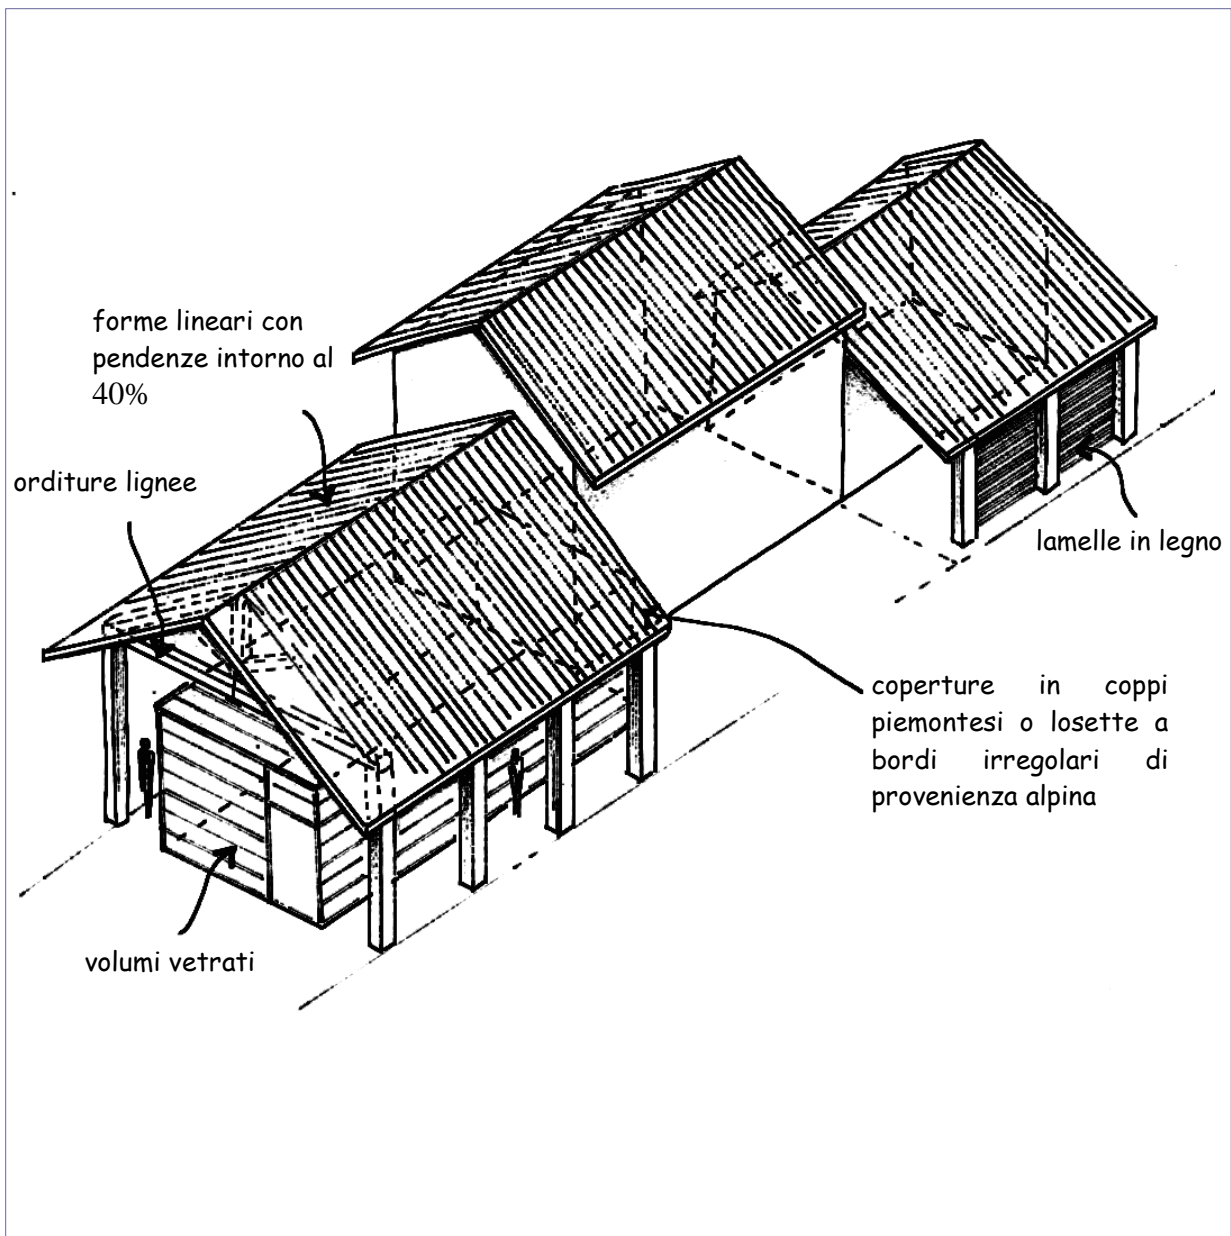 forme lineari con
pendenze intorno al
40%
orditure lignee
lamelle in legno
coperture in coppi
piemontesi o losette a
bordi irregolari di
provenienza alpina
volumi vetrati